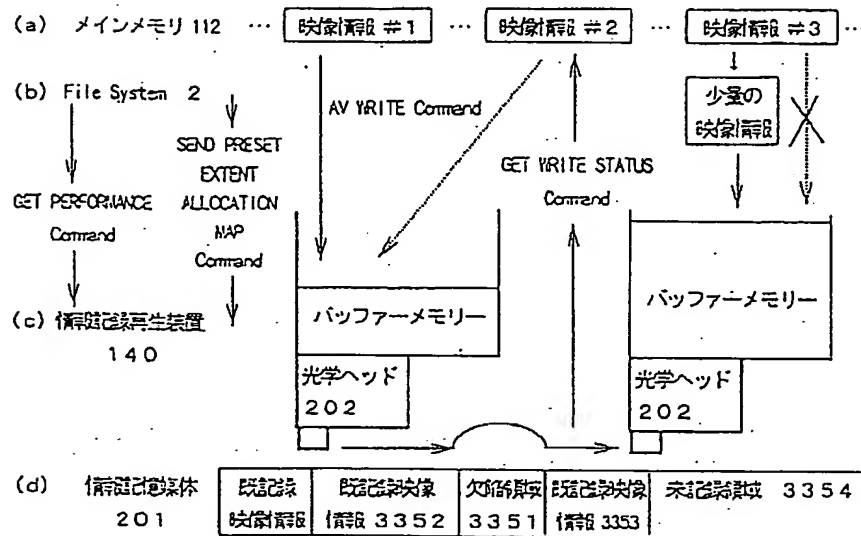 (a) メインメモリ 112 … 映像情報 #1 … 映像情報 #2 … 映像情報 #3 …
(b) File System 2
AV WRITE Command
少量の
映像情報
SEND PRESET
EXTENT
ALLOCATION
MAP
Command
GET WRITE STATUS
Command
GET PERFORMANCE
Command
バッファーメモリー
バッファーメモリー
(c) 情報記録再生装置
140
光学ヘッド
202
光学ヘッド
202
(d) 情報記憶媒体
201
既記録
映像情報
既記録映像
情報 3352
欠陥領域
3351
既記録映像
情報 3353
未記録領域 3354